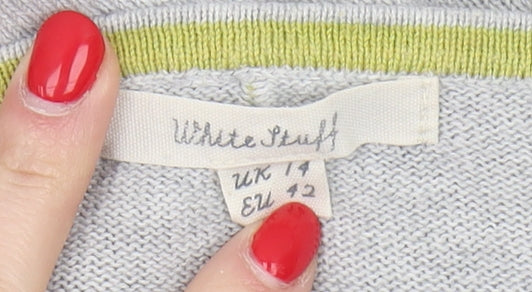 White Stuff
UK 14
EU 42